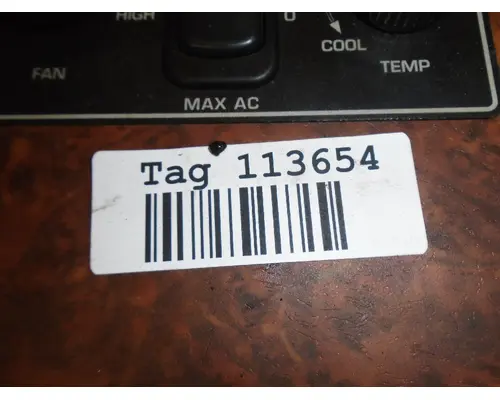 HIGH
0
COOL
FAN
TEMP
MAX AC
Tag 113654